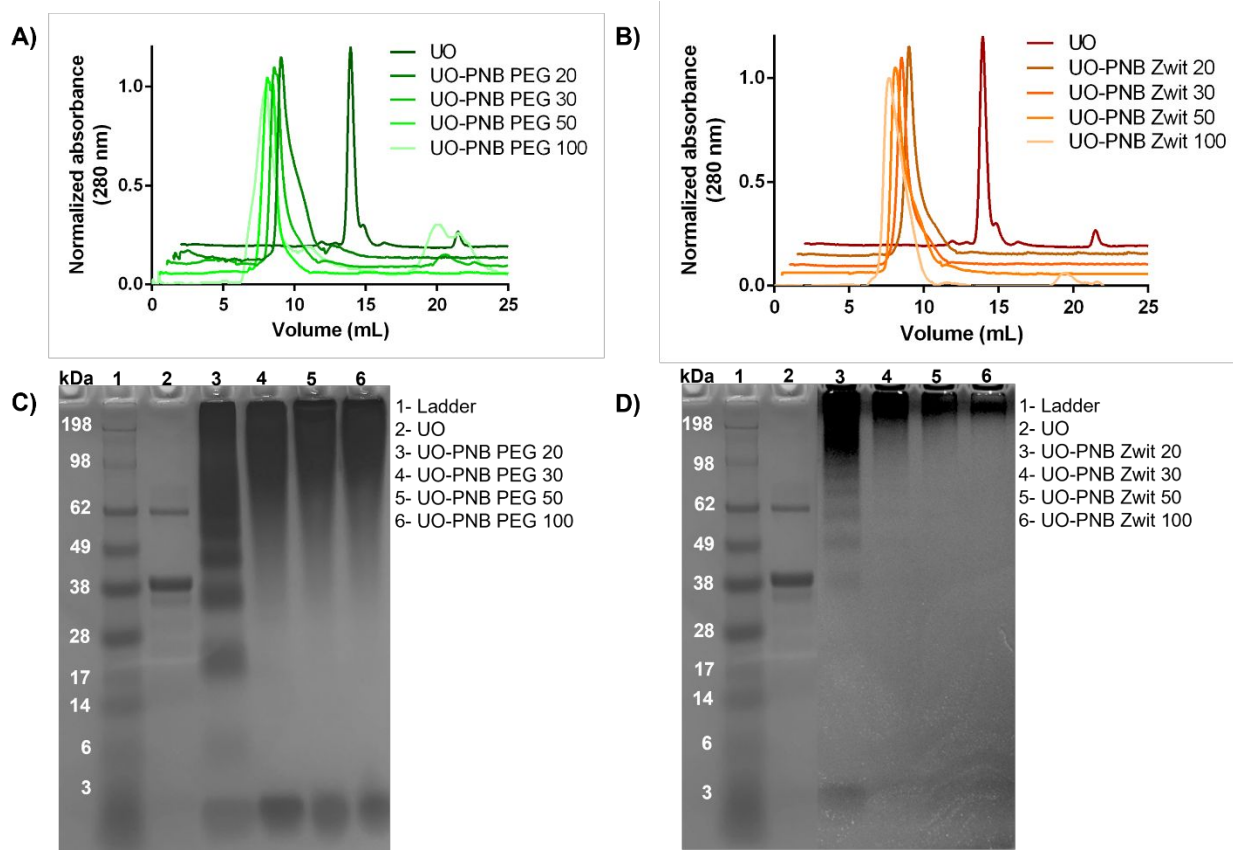 A)
Normalized absorbance
(280 nm)
1.0
0.5
0.0
0 5 10 15 20 25
Volume (mL)
UO
UO-PNB PEG 20
UO-PNB PEG 30
UO-PNB PEG 50
UO-PNB PEG 100
B)
Normalized absorbance
(280 nm)
1.0
0.5
0.0
0 5 10 15 20 25
Volume (mL)
UO
UO-PNB Zwit 20
UO-PNB Zwit 30
UO-PNB Zwit 50
UO-PNB Zwit 100
C)
kDa 1 2 3 4 5 6
198
98
62
49
38
28
17
14
6
3
1- Ladder
2- UO
3- UO-PNB PEG 20
4- UO-PNB PEG 30
5- UO-PNB PEG 50
6- UO-PNB PEG 100
D)
kDa 1 2 3 4 5 6
198
98
62
49
38
28
17
14
6
3
1- Ladder
2- UO
3- UO-PNB Zwit 20
4- UO-PNB Zwit 30
5- UO-PNB Zwit 50
6- UO-PNB Zwit 100